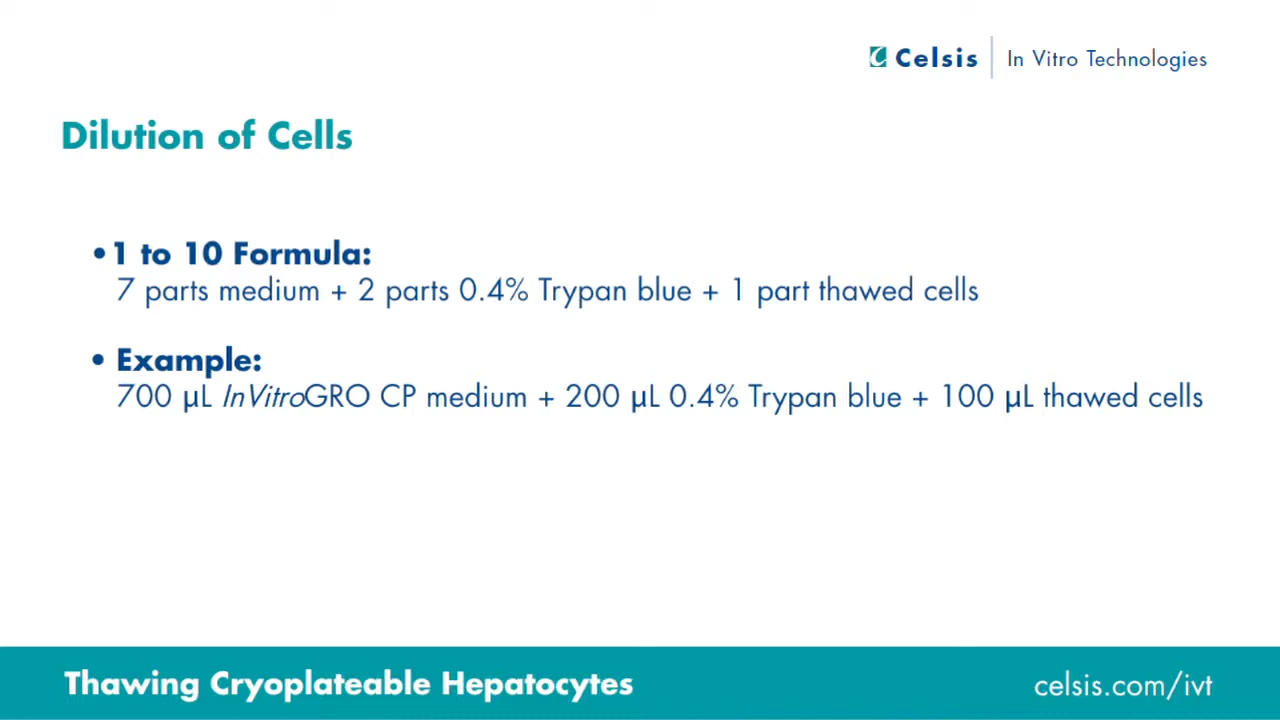 Celsis | In Vitro Technologies
Dilution of Cells
•1 to 10 Formula:
7 parts medium + 2 parts 0.4% Trypan blue + 1 part thawed cells
• Example:
700 µL InVitroGRO CP medium + 200 µL 0.4% Trypan blue + 100 µL thawed cells
Thawing Cryoplateable Hepatocytes
celsis.com/ivt